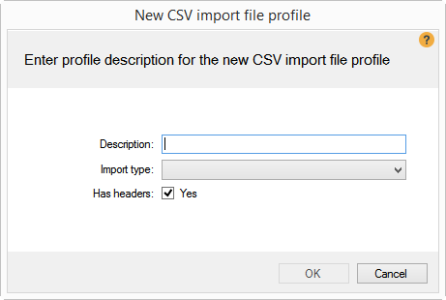 New CSV import file profile
?
Enter profile description for the new CSV import file profile
Description:
Import type:
Has headers: Yes
OK Cancel